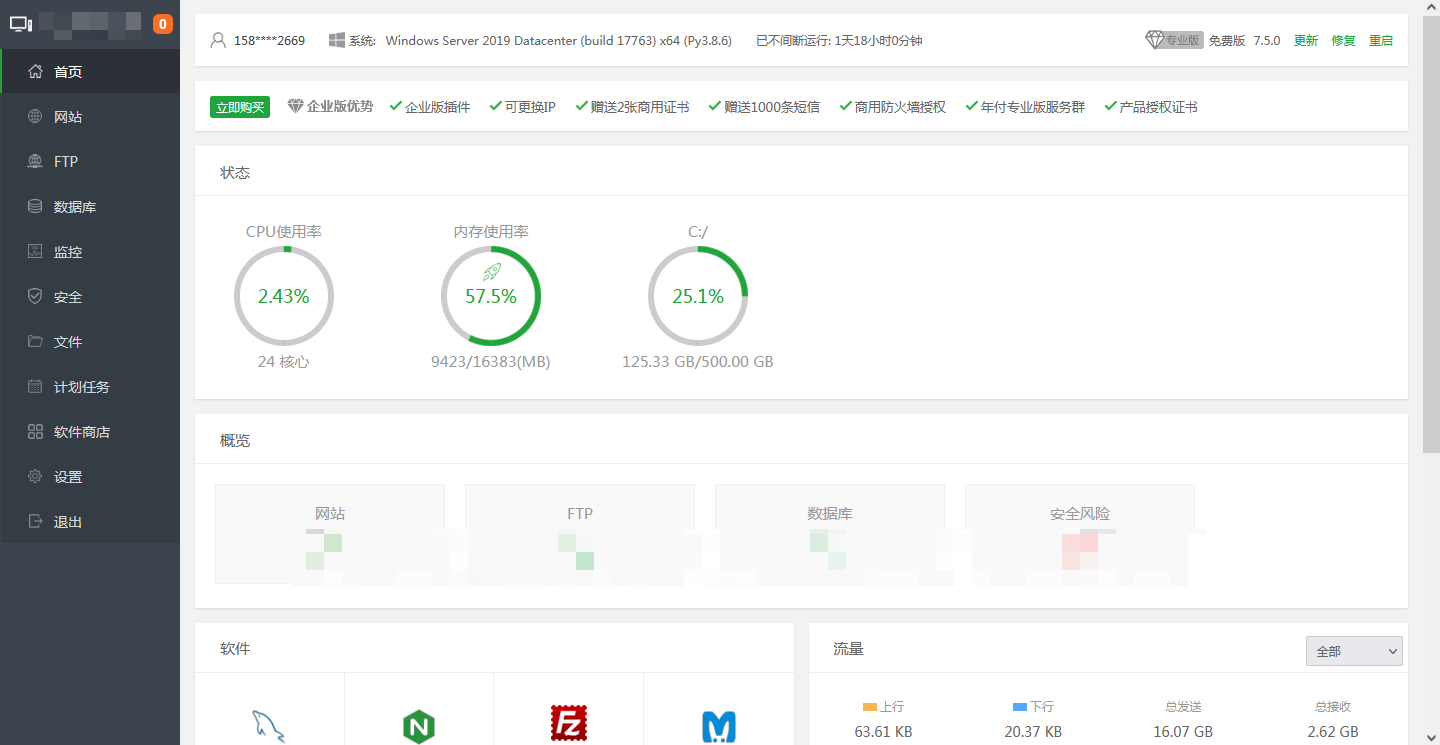 0
首页
网站
FTP
数据库
监控
安全
文件
计划任务
软件商店
设置
退出
158****2669 系统: Windows Server 2019 Datacenter (build 17763) x64 (Py3.8.6) 已不间断运行: 1天18小时0分钟 专业版 免费版 7.5.0 更新 修复 重启
立即购买 企业版优势 企业版插件 可更换IP 赠送2张商用证书 赠送1000条短信 商用防火墙授权 年付专业版服务群 产品授权证书
状态
CPU使用率 内存使用率 C:/
2.43% 57.5% 25.1%
24 核心 9423/16383(MB) 125.33 GB/500.00 GB
概览
网站 FTP 数据库 安全风险
软件
N FZ
流量 全部
上行 下行 总发送 总接收
63.61 KB 20.37 KB 16.07 GB 2.62 GB